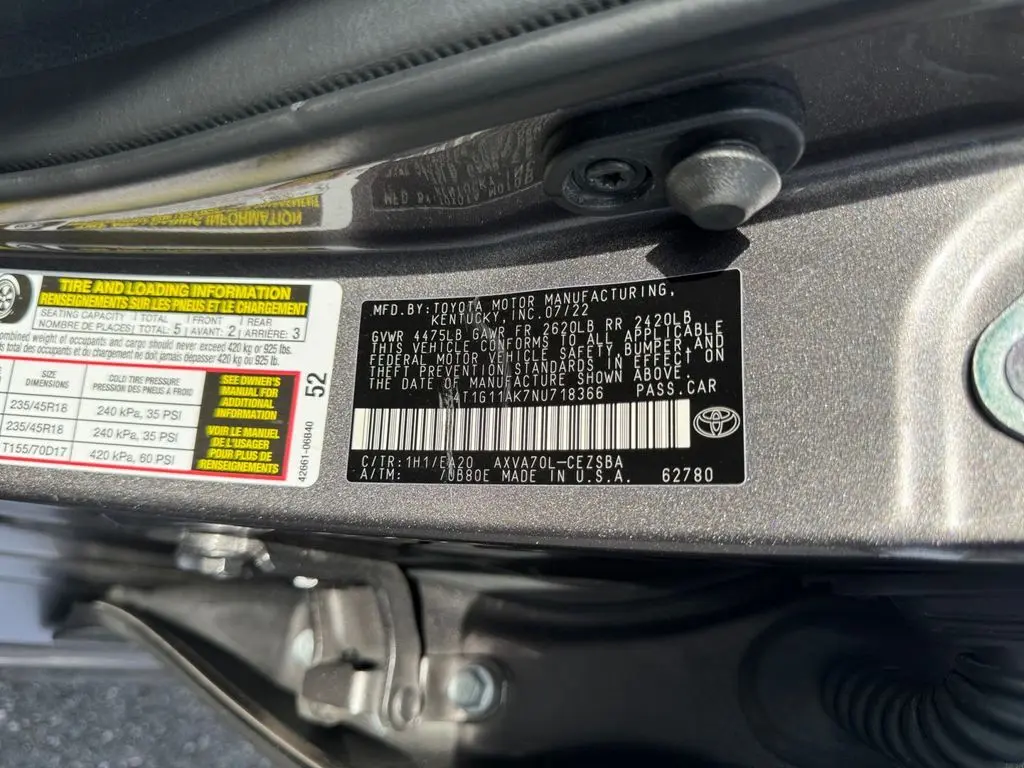 TIRE AND LOADING INFORMATION
RENSEIGNEMENTS SUR LES PNEUS ET LE CHARGEMENT
SEATING CAPACITY TOTAL FRONT REAR
NOMBRE DE PLACES TOTAL: 5 AVANT: 2 ARRIÈRE: 3
combined weight of occupants and cargo should never exceed 420 kg or 925 lbs.
total des occupants et du chargement ne doit jamais dépasser 420 kg ou 925 lb.
SIZE COLD TIRE PRESSURE
DIMENSIONS PRESSION DES PNEUS À FROID
235/45R18 240 kPa, 35 PSI
235/45R18 240 kPa, 35 PSI
T155/70D17 420 kPa, 60 PSI
SEE OWNER'S
MANUAL FOR
ADDITIONAL
INFORMATION
VOIR LE MANUEL
DE L'USAGER
POUR PLUS DE
RENSEIGNEMENTS
52
42661-06840
MFD.BY:TOYOTA MOTOR MANUFACTURING,
KENTUCKY, INC.07/22
GVWR 4475LB GAWR FR 2620LB RR 2420LB
THIS VEHICLE CONFORMS TO ALL APPLICABLE
FEDERAL MOTOR VEHICLE SAFETY, BUMPER AND
THEFT PREVENTION STANDARDS IN EFFECT ON
THE DATE OF MANUFACTURE SHOWN ABOVE.
4T1G11AK7NU718366 PASS.CAR
C/TR:1H1/EA20 AXVA70L-CEZSBA
A/TM: /UB80E MADE IN U.S.A. 62780
TOYOTA